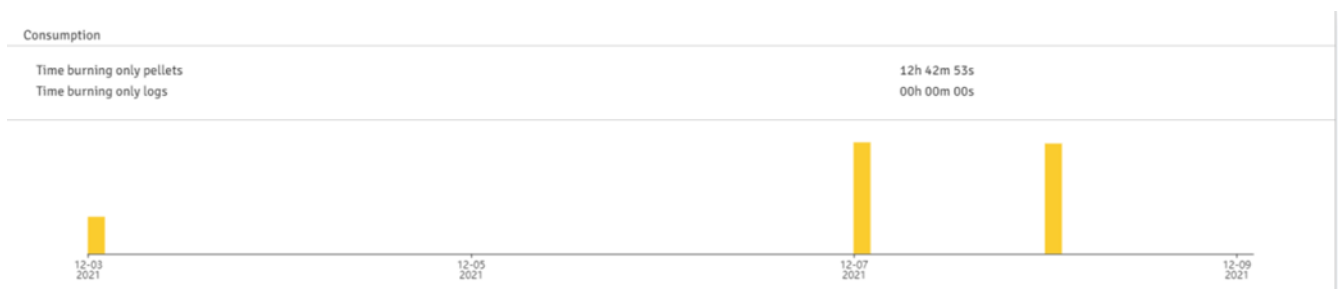 Consumption
Time burning only pellets 12h 42m 53s
Time burning only logs 00h 00m 00s
12-03 12-05 12-07 12-09
2021 2021 2021 2021